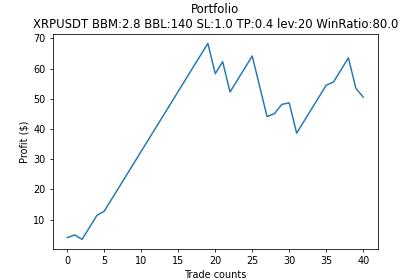 Portfolio
XRPUSDT BBM:2.8 BBL:140 SL:1.0 TP:0.4 lev:20 WinRatio:80.0
70
60
50
40
30
20
10
Profit ($)
0 5 10 15 20 25 30 35 40
Trade counts